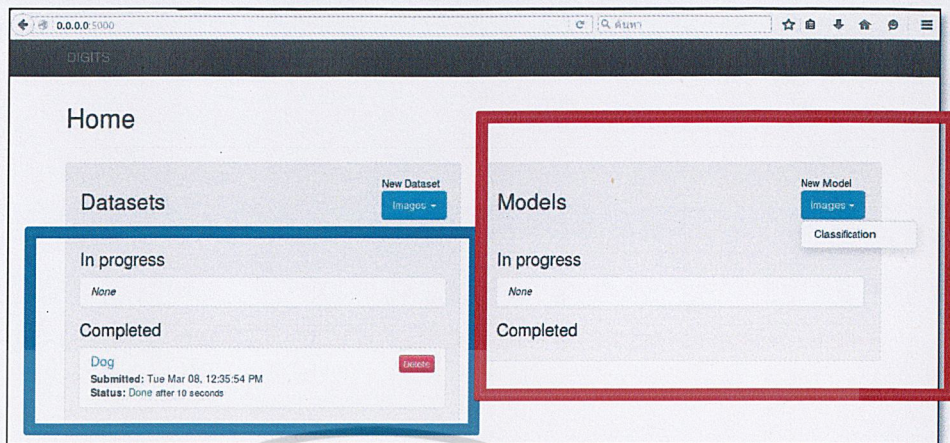 0.0.0.0:5000
ค้นหา
DIGITS
Home
Datasets
New Dataset
Images
In progress
None
Completed
Dog
Delete
Submitted: Tue Mar 08, 12:35:54 PM
Status: Done after 10 seconds
Models
New Model
Images
Classification
In progress
None
Completed